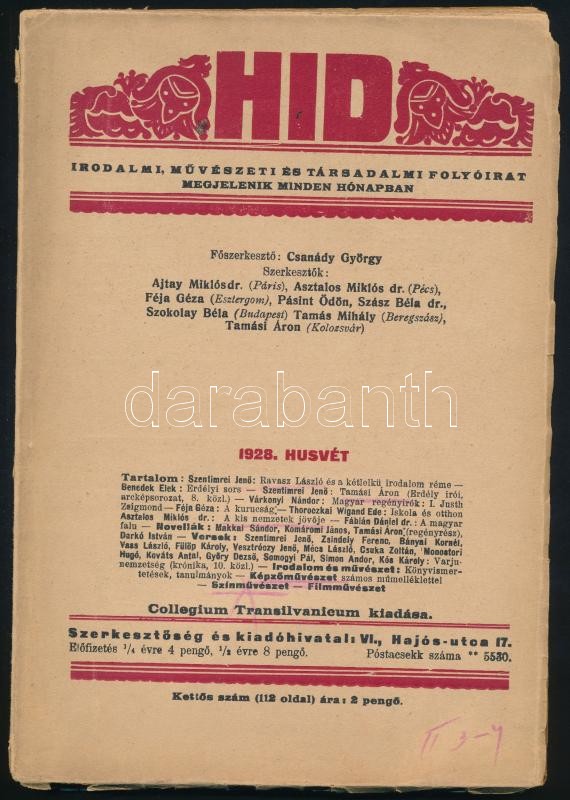 HID
IRODALMI, MŰVÉSZETI ÉS TÁRSADALMI FOLYÓIRAT
MEGJELENIK MINDEN HÓNAPBAN
Főszerkesztő: Csanády György
Szerkesztők:
Ajtay Miklós dr. (Páris), Asztalos Miklós dr. (Pécs),
Féja Géza (Esztergom), Pásint Ödön, Szász Béla dr.,
Szokolay Béla (Budapest) Tamás Mihály (Beregszász),
Tamási Áron (Kolozsvár)
darabanth
1928. HUSVÉT
Tartalom: Szentimrei Jenő: Ravasz László és a kétlelkü irodalom réme —
Benedek Elek: Erdélyi sors — Szentimrei Jenő: Tamási Áron (Erdély írói,
arcképsorozat, 8. közl.) — Várkonyi Nándor: Magyar regényirók: I. Justh
Zsigmond — Féja Géza: A kurucság — Thoroczkai Wigand Ede: Iskola és otthon
Asztalos Miklós dr.: A kis nemzetek jövője — Fábián Dániel dr.: A magyar
falu — Novellák: Makkai Sándor, Komáromi János, Tamási Áron (regényrész),
Darkó István — Versek: Szentimrei Jenő, Zsindely Ferenc, Bányai Kornél,
Vass László, Fülöp Károly, Vesztróczy Jenő, Mécs László, Csuka Zoltán, Monostori
Hugó, Kováts Antal, Győry Dezső, Somogyi Pál, Simon Andor, Kós Károly: Varju-
nemzetség (krónika, 10. közl.) — Irodalom és művészet: Könyvismer-
tetések, tanulmányok — Képzőművészet számos műmelléklettel
— Színművészet — Filmművészet
Collegium Transilvanicum kiadása.
Szerkesztőség és kiadóhivatal: VI., Hajós-utca 17.
Előfizetés 1/4 évre 4 pengő, 1/2 évre 8 pengő. Póstacsekk száma 5530.
Kettős szám (112 oldal) ára: 2 pengő.
II 3-4